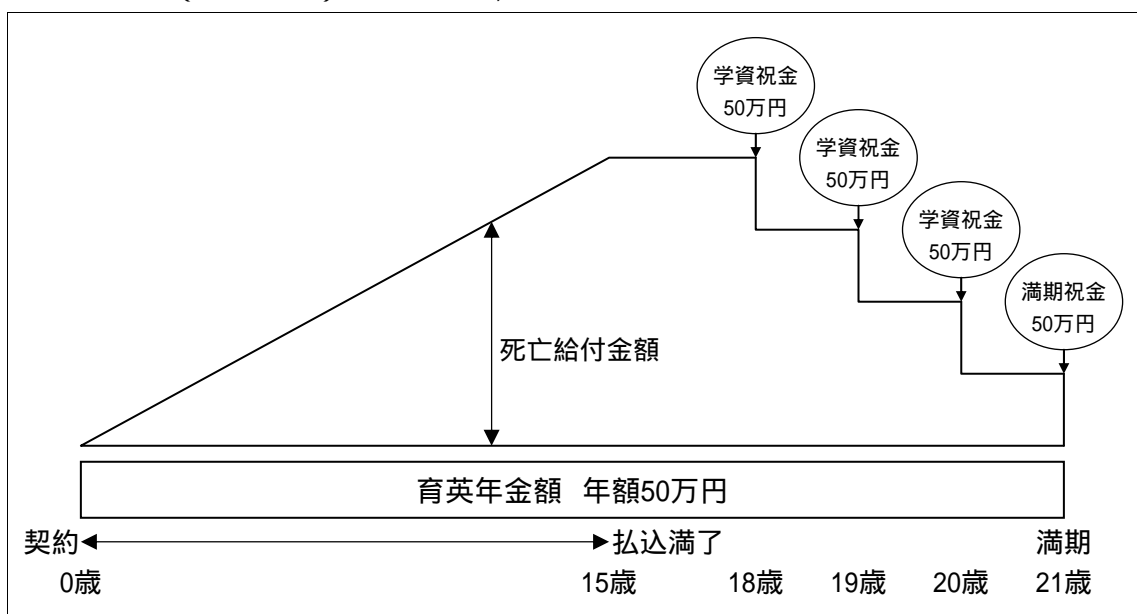 学資祝金
50万円
学資祝金
50万円
学資祝金
50万円
満期祝金
50万円
死亡給付金額
育英年金額 年額50万円
契約 払込満了 満期
0歳 15歳 18歳 19歳 20歳 21歳